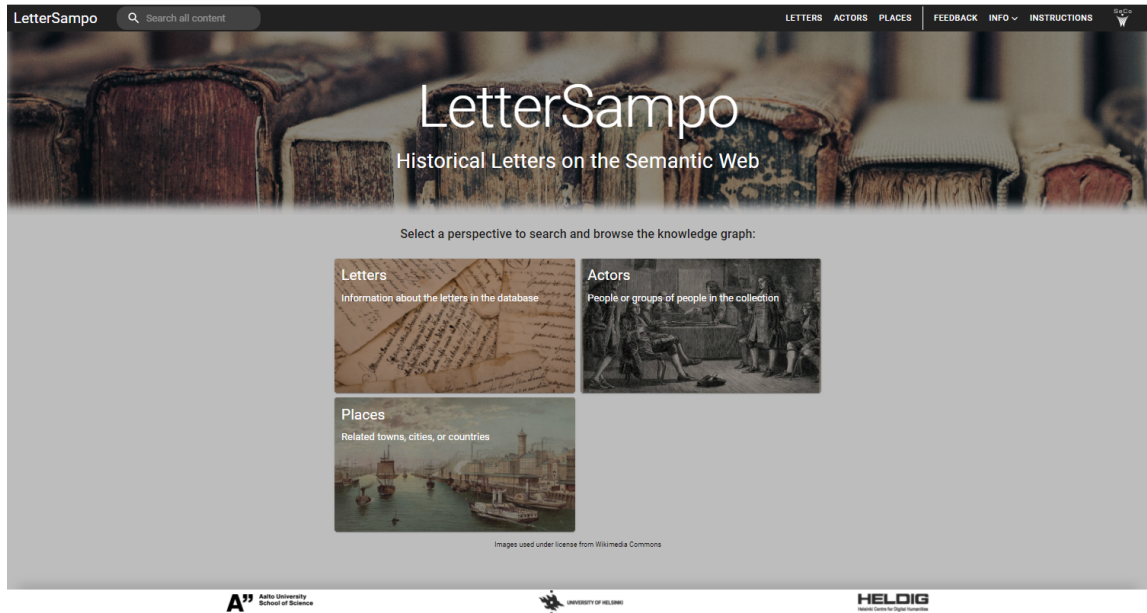 LetterSampo
Search all content
LETTERS ACTORS PLACES FEEDBACK INFO INSTRUCTIONS
SeCo
LetterSampo
Historical Letters on the Semantic Web
Select a perspective to search and browse the knowledge graph:
Letters
Information about the letters in the database
Actors
People or groups of people in the collection
Places
Related towns, cities, or countries
Images used under license from Wikimedia Commons
A”
Aalto University
School of Science
UNIVERSITY OF HELSINKI
HELDIG
Helsinki Centre for Digital Humanities